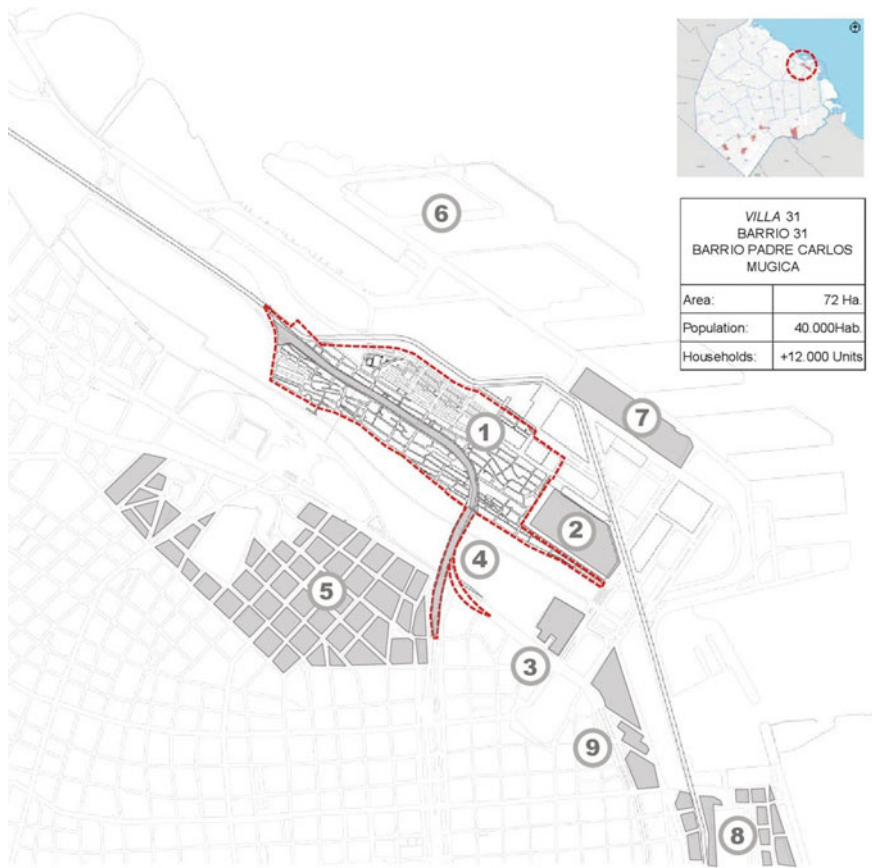 VILLA 31
BARRIO 31
BARRIO PADRE CARLOS
MUGICA
Area: 72 Ha.
Population: 40.000Hab.
Households: +12.000 Units
6
7
1
2
4
5
3
9
8